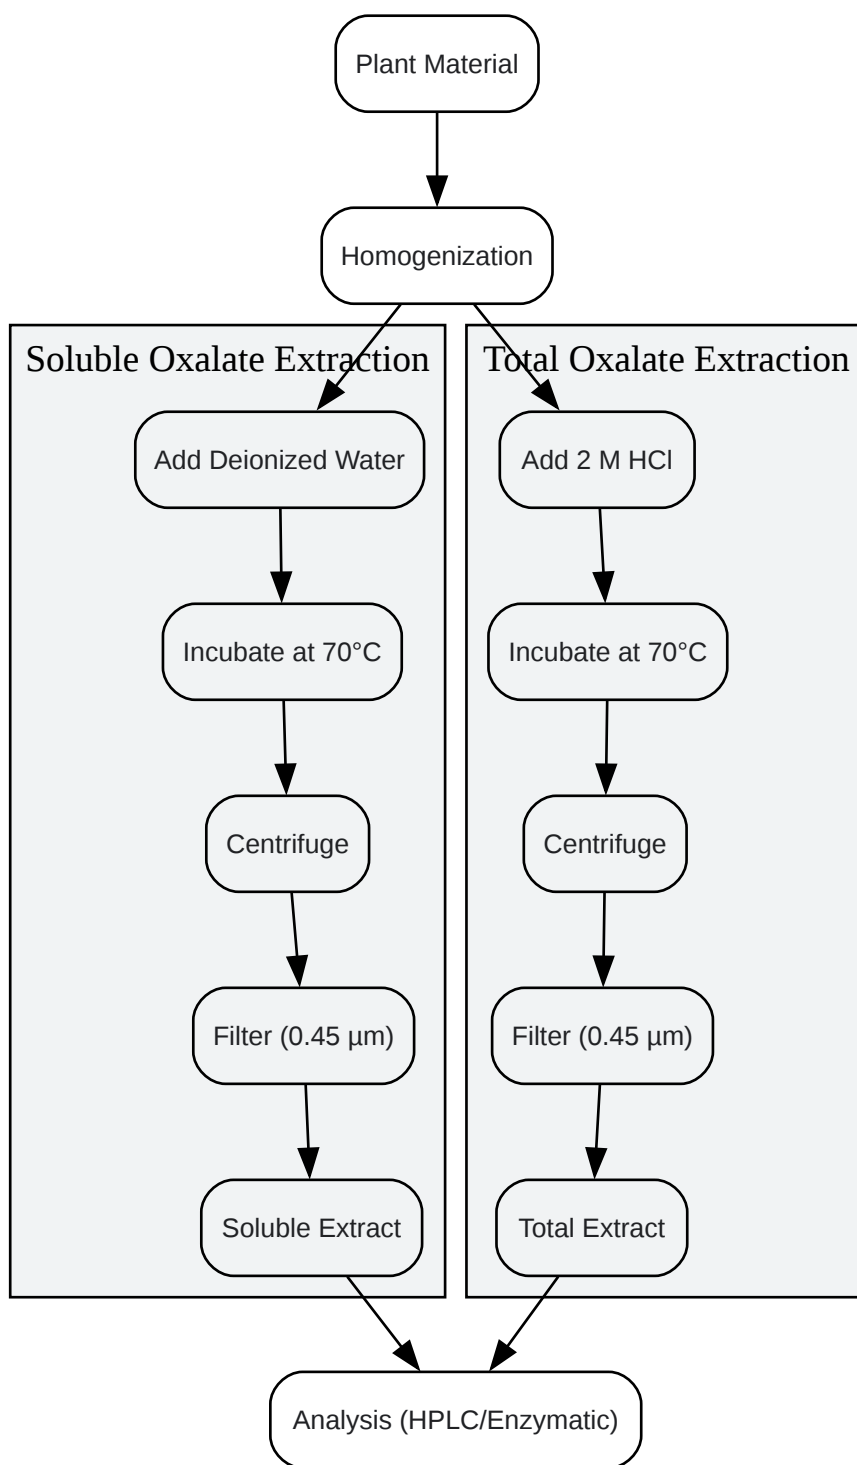 Plant Material
Homogenization
Soluble Oxalate Extraction
Add Deionized Water
Incubate at 70°C
Centrifuge
Filter (0.45 µm)
Soluble Extract
Total Oxalate Extraction
Add 2 M HCl
Incubate at 70°C
Centrifuge
Filter (0.45 µm)
Total Extract
Analysis (HPLC/Enzymatic)